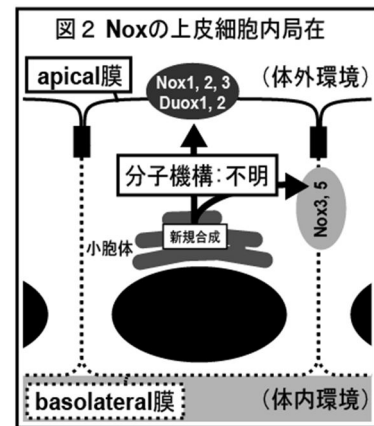 図2 Noxの上皮細胞内局在
apical膜
Nox1, 2, 3
Duox1, 2
(体外環境)
分子機構:不明
Nox3, 5
小胞体
新規合成
basolateral膜
(体内環境)